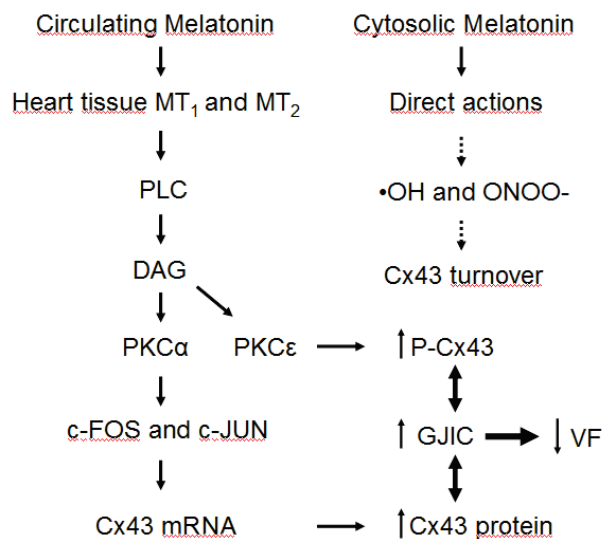 Circulating Melatonin
Cytosolic Melatonin
Heart tissue MT₁ and MT₂
Direct actions
PLC
•OH and ONOO-
DAG
Cx43 turnover
PKCα
PKCε
P-Cx43
c-FOS and c-JUN
GJIC
VF
Cx43 mRNA
Cx43 protein